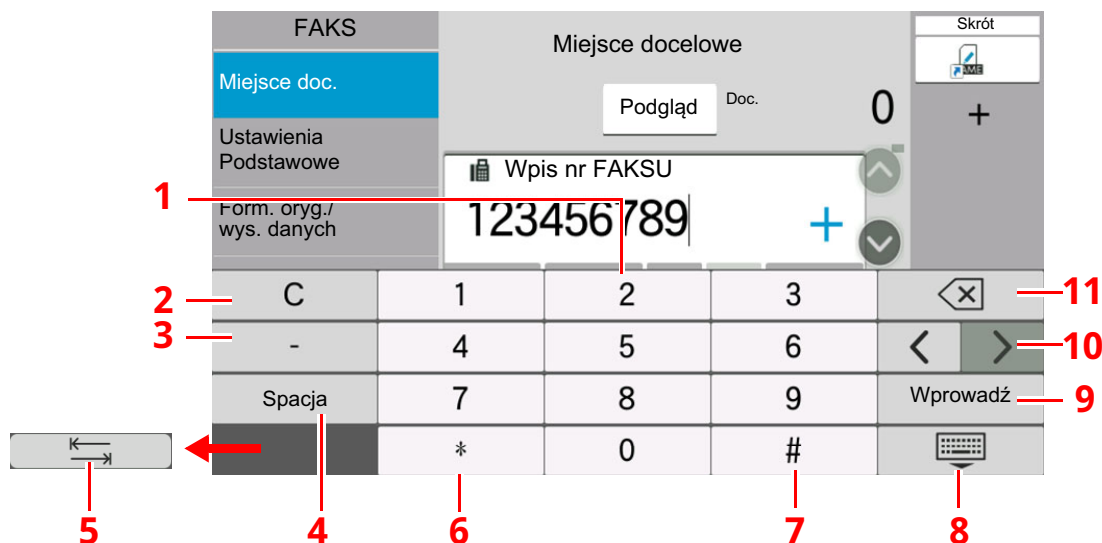 FAKS
Miejsce docelowe
Skrót
Miejsce doc.
Podgląd
Doc.
0
+
Ustawienia
Podstawowe
Wpis nr FAKSU
1
Form. oryg./
wys. danych
123456789
+
2
C
1
2
3
11
3
-
4
5
6
10
Spacja
7
8
9
Wprowadź
9
*
0
#
5
4
6
7
8